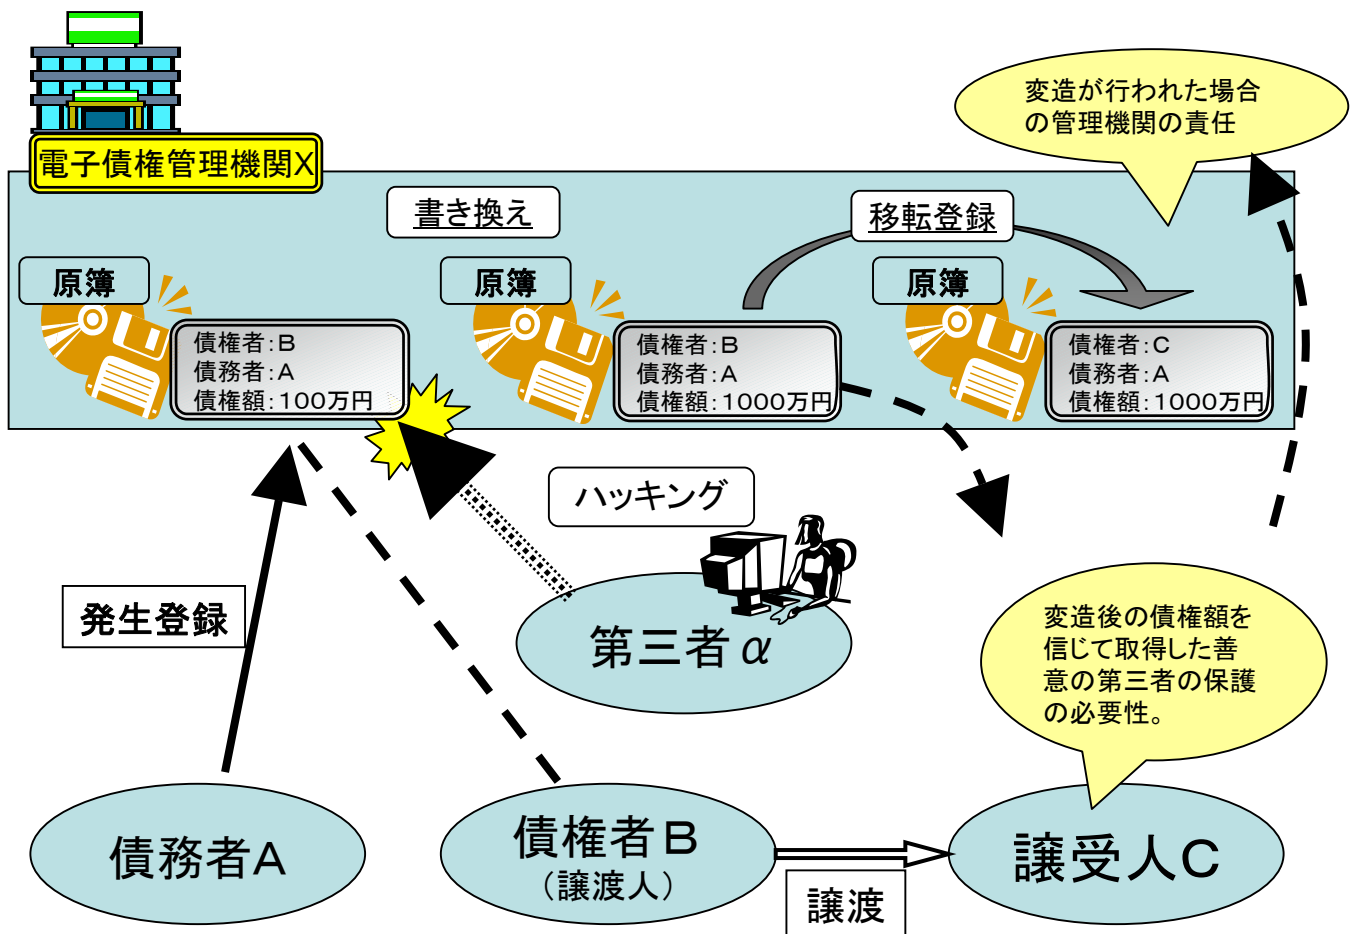 変造が行われた場合
の管理機関の責任
電子債権管理機関X
書き換え
移転登録
原簿
原簿
原簿
債権者:B
債務者:A
債権額:100万円
債権者:B
債務者:A
債権額:1000万円
債権者:C
債務者:A
債権額:1000万円
ハッキング
発生登録
第三者α
変造後の債権額を
信じて取得した善
意の第三者の保護
の必要性。
債務者A
債権者B
(譲渡人)
譲受人C
譲渡